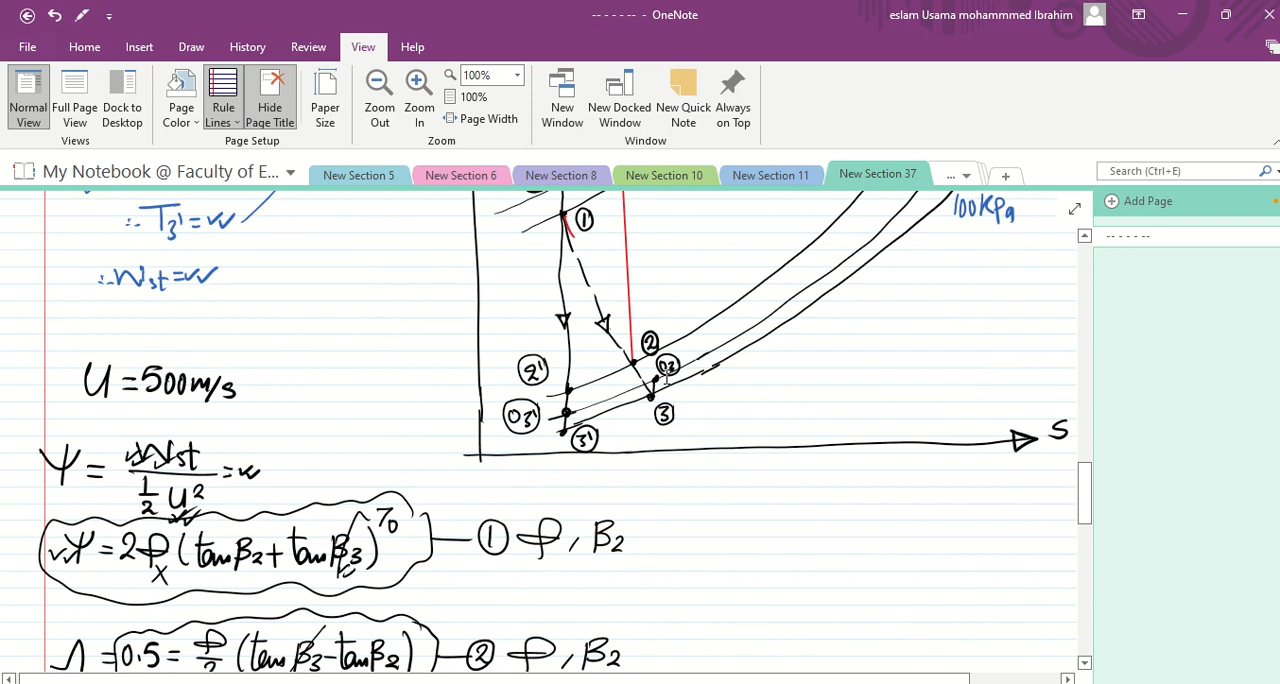 ------ - OneNote
eslam Usama mohammmed Ibrahim
File Home Insert Draw History Review View Help
Normal View
Full Page View
Dock to Desktop
Views
Page Color
Rule Lines
Hide Page Title
Paper Size
Page Setup
Zoom Out
Zoom In
100%
100%
Page Width
Zoom
New Window
New Docked Window
New Quick Note
Always on Top
Window
My Notebook @ Faculty of E...
New Section 5
New Section 6
New Section 8
New Section 10
New Section 11
New Section 37
...
Search (Ctrl+E)
Add Page
------
∴ T3' = ✓
∴ Wst = ✓
100 KPa
1
2
2'
03
03'
3
3'
S
U = 500 m/s
Ψ = Wst / ½ U² = ✓
✓Ψ = 2φ (tan β2 + tan β3) — ① φ, β2
x
Λ = 0.5 = φ/2 (tan β3 - tan β2) — ② φ, β2